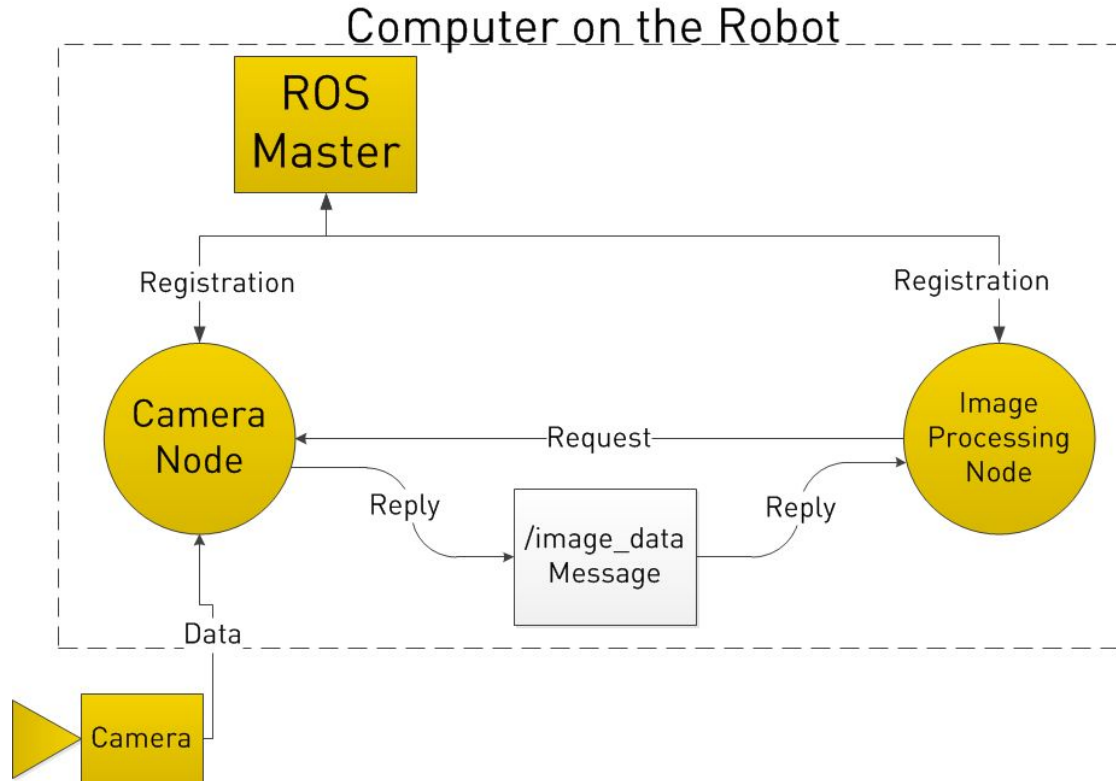 Computer on the Robot
ROS
Master
Registration
Registration
Camera
Node
Image
Processing
Node
Request
Reply
Reply
/image_data
Message
Data
Camera